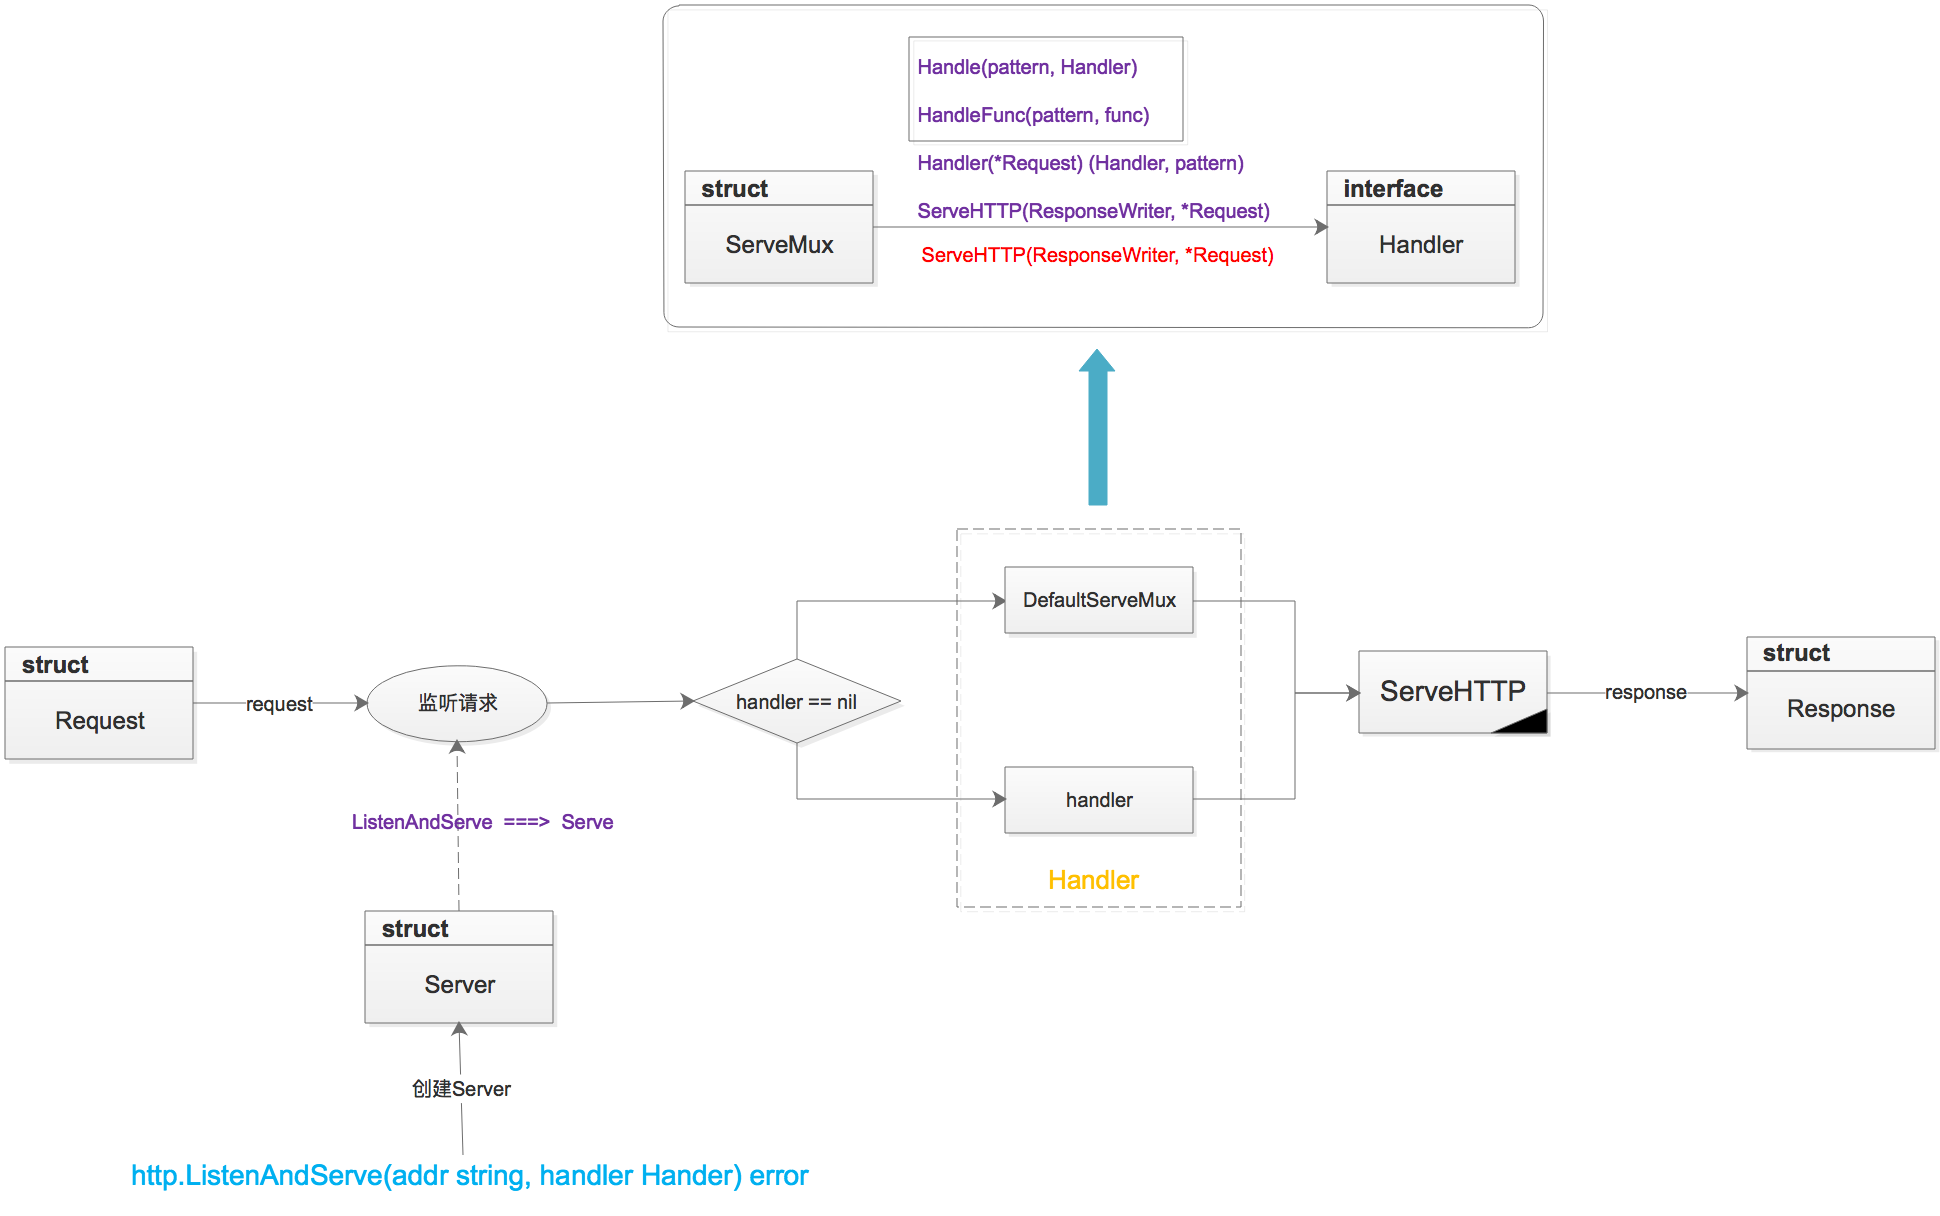 Handle(pattern, Handler)
HandleFunc(pattern, func)
Handler(*Request) (Handler, pattern)
struct
interface
ServeHTTP(ResponseWriter, *Request)
ServeMux
Handler
ServeHTTP(ResponseWriter, *Request)
DefaultServeMux
struct
Request
request
监听请求
handler == nil
ServeHTTP
response
struct
Response
handler
Handler
ListenAndServe ===> Serve
struct
Server
创建Server
http.ListenAndServe(addr string, handler Hander) error